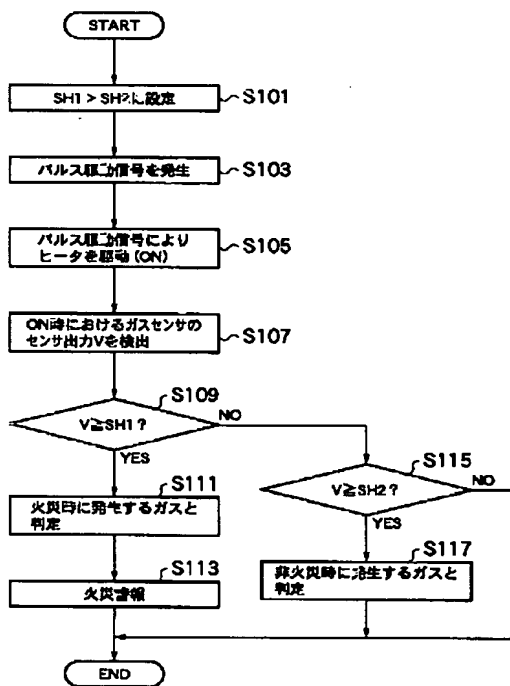 START
SH1＞SH2に設定
S101
パルス駆動信号を発生
S103
パルス駆動信号により
ヒータを駆動(ON)
S105
ON時におけるガスセンサの
センサ出力Vを検出
S107
S109
V≧SH1？
NO
YES
S115
V≧SH2？
NO
YES
S111
火災時に発生するガスと
判定
S117
非火災時に発生するガスと
判定
S113
火災警報
END